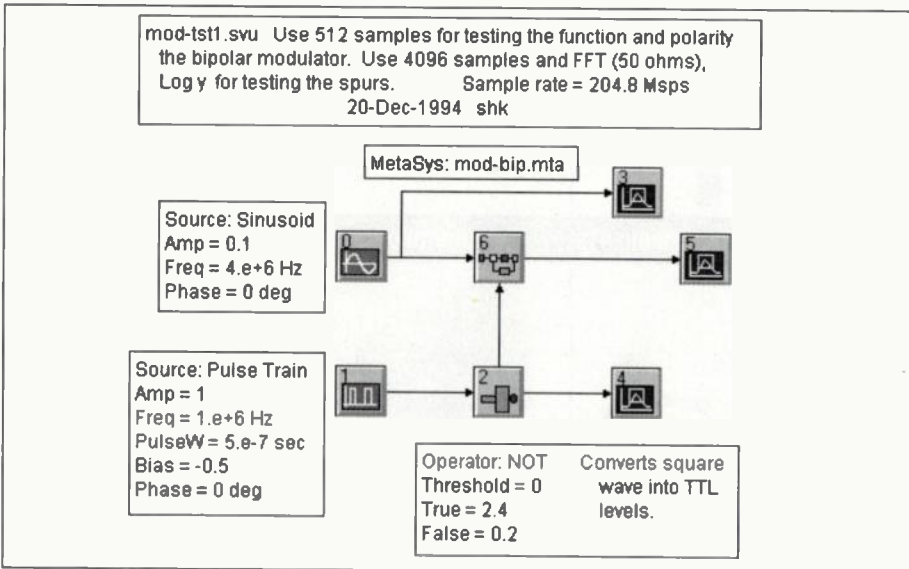 mod-tst1.svu Use 512 samples for testing the function and polarity
the bipolar modulator. Use 4096 samples and FFT (50 ohms),
Log y for testing the spurs. Sample rate = 204.8 Msps
20-Dec-1994 shk
MetaSys: mod-bip.mta
3
Source: Sinusoid
Amp = 0.1
Freq = 4.e+6 Hz
Phase = 0 deg
0
6
5
Source: Pulse Train
Amp = 1
Freq = 1.e+6 Hz
PulseW = 5.e-7 sec
Bias = -0.5
Phase = 0 deg
1
2
4
Operator: NOT Converts square
Threshold = 0 wave into TTL
True = 2.4 levels.
False = 0.2